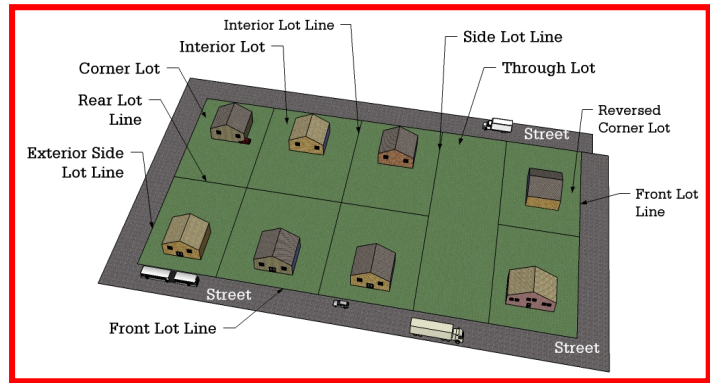 Interior Lot Line
Side Lot Line
Interior Lot
Through Lot
Corner Lot
Rear Lot
Line
Reversed
Corner Lot
Street
Exterior Side
Lot Line
Front Lot
Line
Street
Front Lot Line
Street